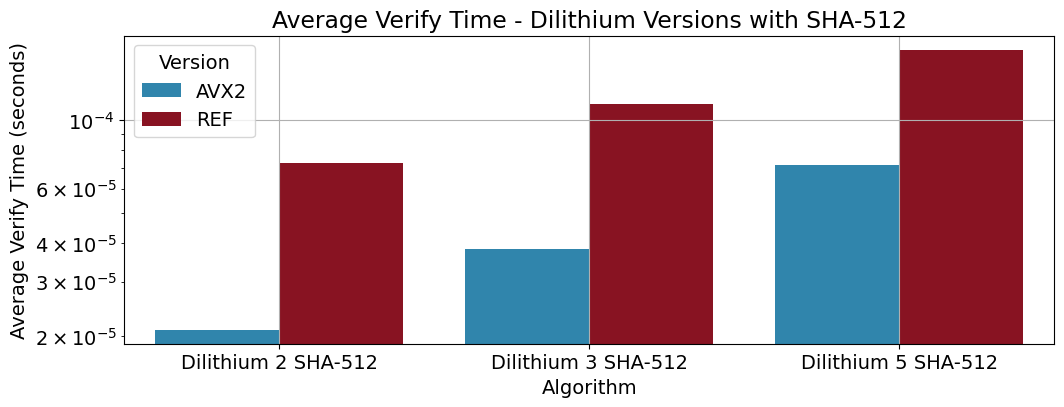 Average Verify Time - Dilithium Versions with SHA-512
Average Verify Time (seconds)
Version
AVX2
REF
10⁻⁴
6 × 10⁻⁵
4 × 10⁻⁵
3 × 10⁻⁵
2 × 10⁻⁵
Dilithium 2 SHA-512
Dilithium 3 SHA-512
Dilithium 5 SHA-512
Algorithm